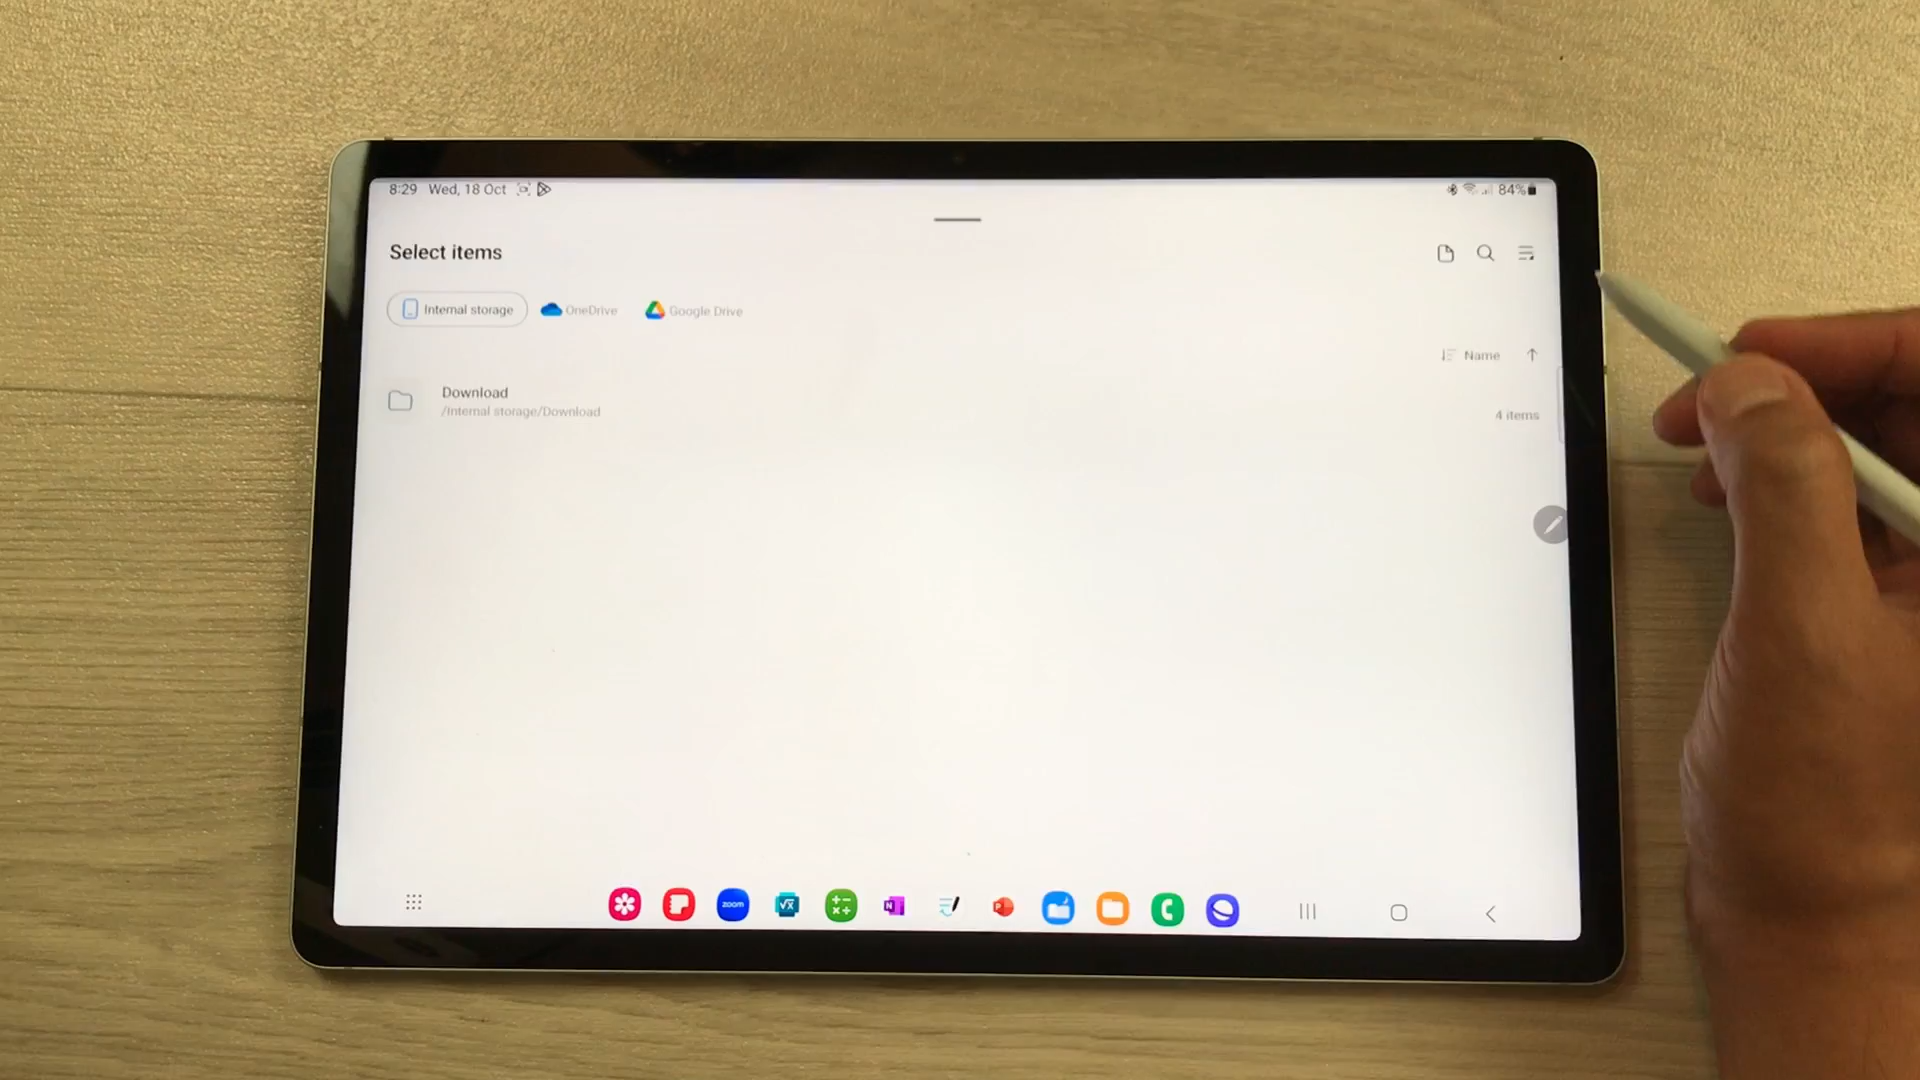 8:29 Wed, 18 Oct 84%
Select items
Internal storage OneDrive Google Drive
Name
Download
/Internal storage/Download
4 items
zoom
√x
N
P